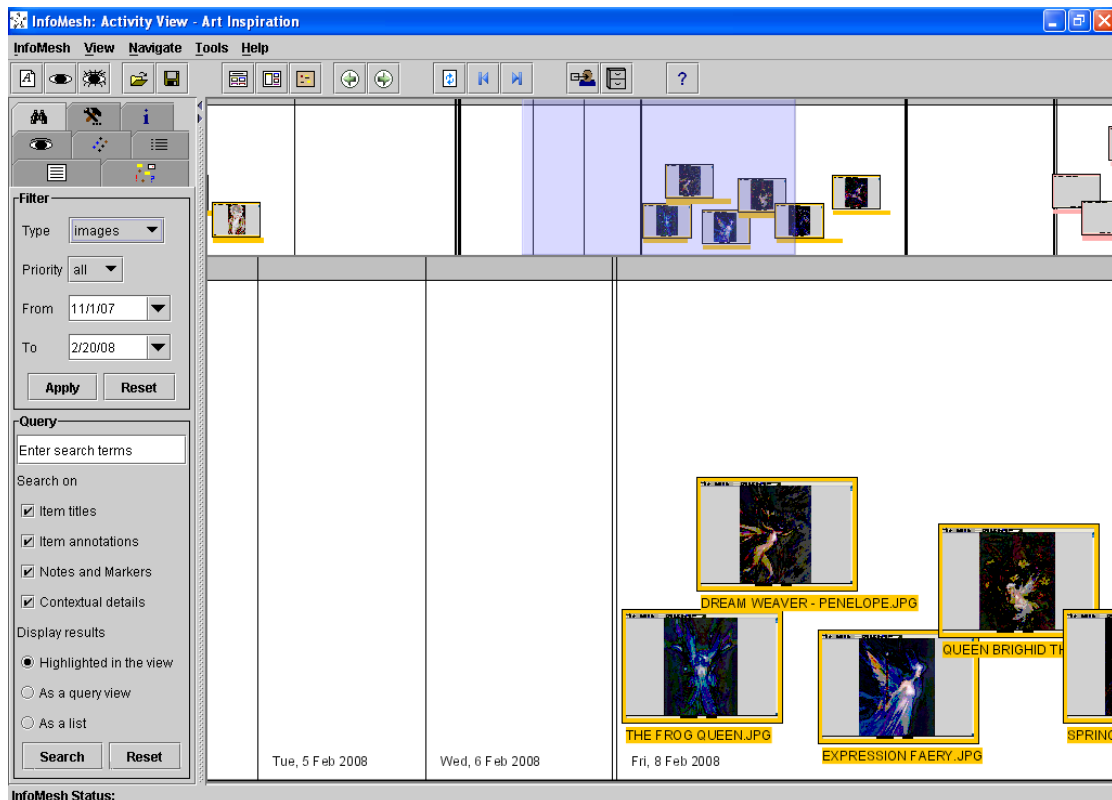 InfoMesh: Activity View - Art Inspiration
InfoMesh View Navigate Tools Help
Filter
Type images
Priority all
From 11/1/07
To 2/20/08
Apply Reset
Query
Enter search terms
Search on
Item titles
Item annotations
Notes and Markers
Contextual details
Display results
Highlighted in the view
As a query view
As a list
Search Reset
DREAM WEAVER - PENELOPE.JPG
QUEEN BRIGHID TH
THE FROG QUEEN.JPG
SPRING
EXPRESSION FAERY.JPG
Tue, 5 Feb 2008
Wed, 6 Feb 2008
Fri, 8 Feb 2008
InfoMesh Status: